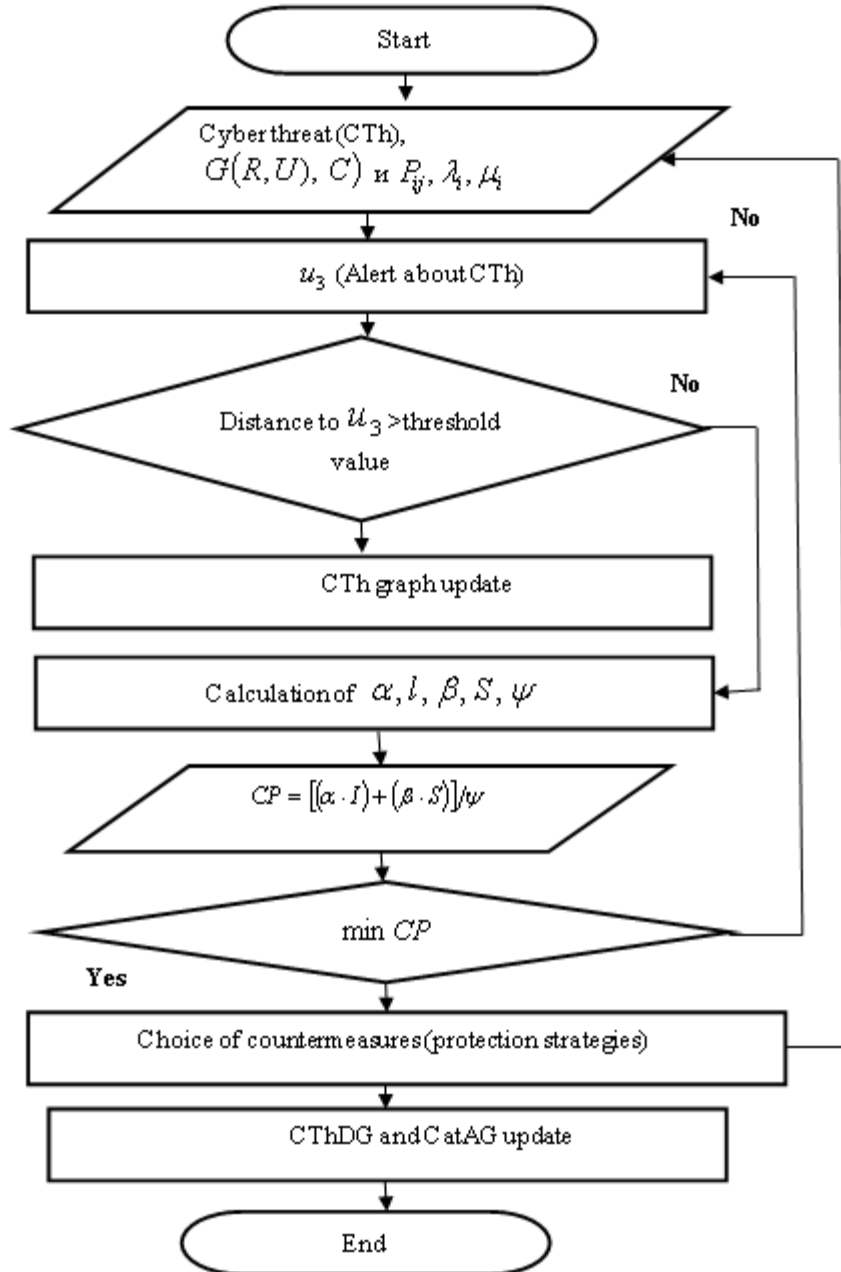 Start
Cyber threat (CTh),
G(R,U), C) и P_ij, λ_i, μ_i
No
u_3 (Alert about CTh)
No
Distance to u_3 >threshold
value
CTh graph update
Calculation of α, l, β, S, ψ
CP = [(α · I) + (β · S)]/ψ
min CP
Yes
Choice of countermeasures (protection strategies)
CThDG and CatAG update
End